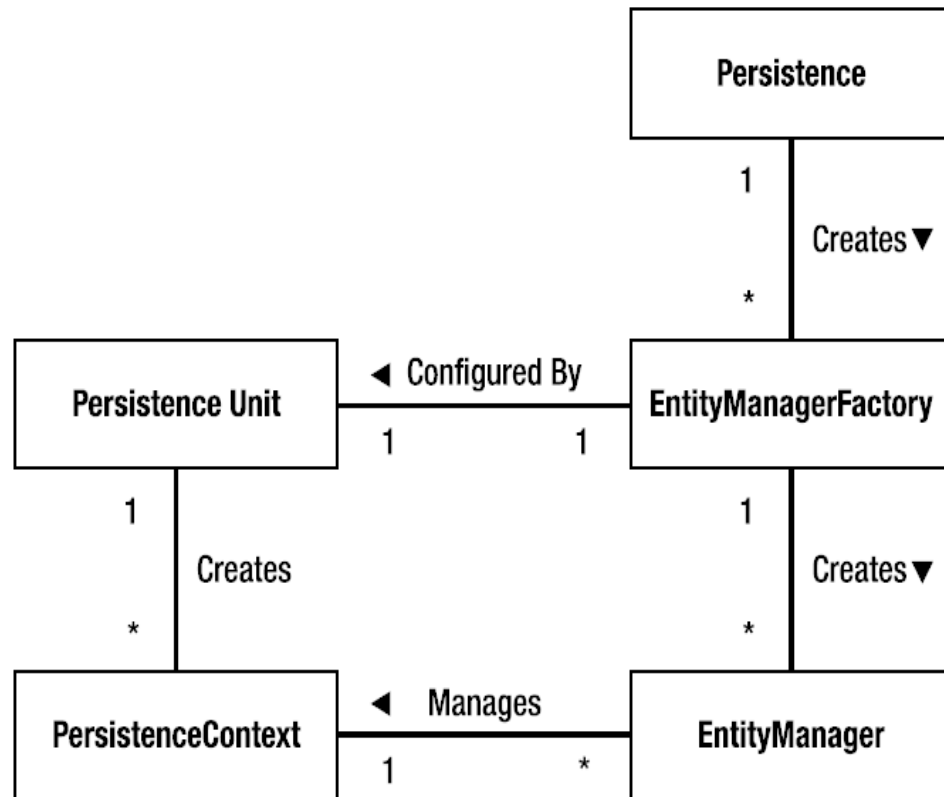 Persistence
1
Creates ▼
*
Persistence Unit
◄ Configured By
1 1
EntityManagerFactory
1
Creates
*
1
Creates ▼
*
PersistenceContext
◄ Manages
1 *
EntityManager